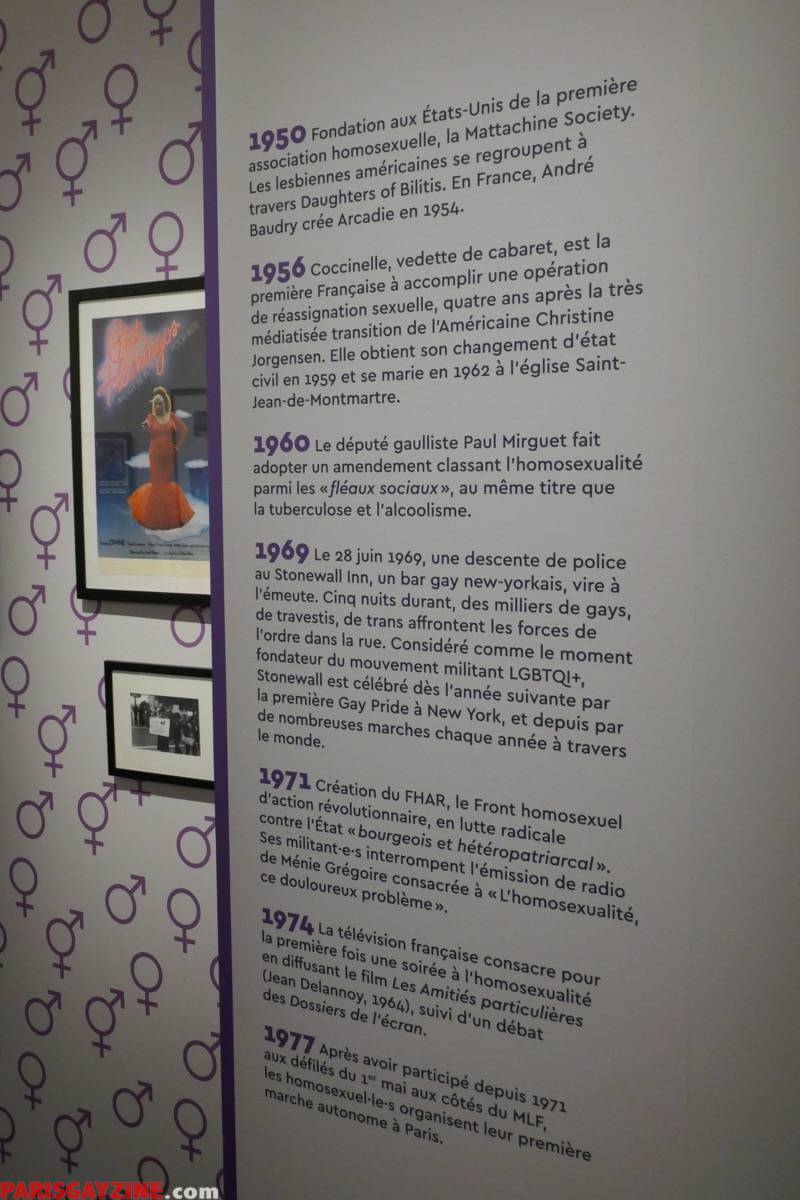 1950 Fondation aux États-Unis de la première
association homosexuelle, la Mattachine Society.
Les lesbiennes américaines se regroupent à
travers Daughters of Bilitis. En France, André
Baudry crée Arcadie en 1954.
1956 Coccinelle, vedette de cabaret, est la
première Française à accomplir une opération
de réassignation sexuelle, quatre ans après la très
médiatisée transition de l'Américaine Christine
Jorgensen. Elle obtient son changement d'état
civil en 1959 et se marie en 1962 à l'église Saint-
Jean-de-Montmartre.
1960 Le député gaulliste Paul Mirguet fait
adopter un amendement classant l'homosexualité
parmi les «fléaux sociaux», au même titre que
la tuberculose et l'alcoolisme.
1969 Le 28 juin 1969, une descente de police
au Stonewall Inn, un bar gay new-yorkais, vire à
l'émeute. Cinq nuits durant, des milliers de gays,
de travestis, de trans affrontent les forces de
l'ordre dans la rue. Considéré comme le moment
fondateur du mouvement militant LGBTQI+,
Stonewall est célébré dès l'année suivante par
la première Gay Pride à New York, et depuis par
de nombreuses marches chaque année à travers
le monde.
1971 Création du FHAR, le Front homosexuel
d'action révolutionnaire, en lutte radicale
contre l'État «bourgeois et hétéropatriarcal».
Ses militant·e·s interrompent l'émission de radio
de Ménie Grégoire consacrée à «L'homosexualité,
ce douloureux problème».
1974 La télévision française consacre pour
la première fois une soirée à l'homosexualité
en diffusant le film Les Amitiés particulières
(Jean Delannoy, 1964), suivi d'un débat
des Dossiers de l'écran.
1977 Après avoir participé depuis 1971
aux défilés du 1er mai aux côtés du MLF,
les homosexuel·le·s organisent leur première
marche autonome à Paris.
Pink
Flamingos
DIVINE
PARISGAYZINE.com